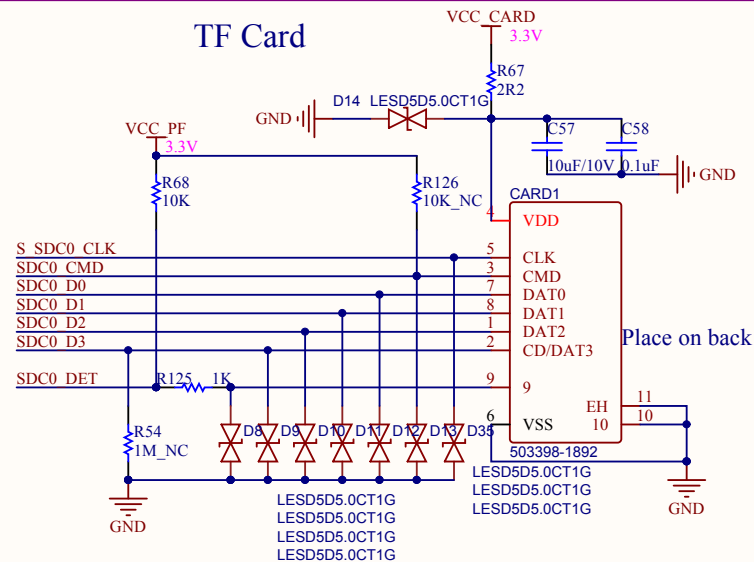 TF Card
VCC_CARD
3.3V
R67
2R2
D14 LESD5D5.0CT1G
GND
C57
10uF/10V
C58
0.1uF
GND
VCC_PF
3.3V
R68
10K
R126
10K_NC
CARD1
4 VDD
S_SDC0_CLK 5 CLK
SDC0_CMD 3 CMD
SDC0_D0 7 DAT0
SDC0_D1 8 DAT1
SDC0_D2 1 DAT2
SDC0_D3 2 CD/DAT3
Place on back
SDC0_DET R125 1K 9 9
EH 11
10 10
6 VSS
R54
1M_NC
D8 D9 D10 D11 D12 D13 D35
503398-1892
LESD5D5.0CT1G
LESD5D5.0CT1G
LESD5D5.0CT1G
LESD5D5.0CT1G
LESD5D5.0CT1G
LESD5D5.0CT1G
LESD5D5.0CT1G
GND
GND